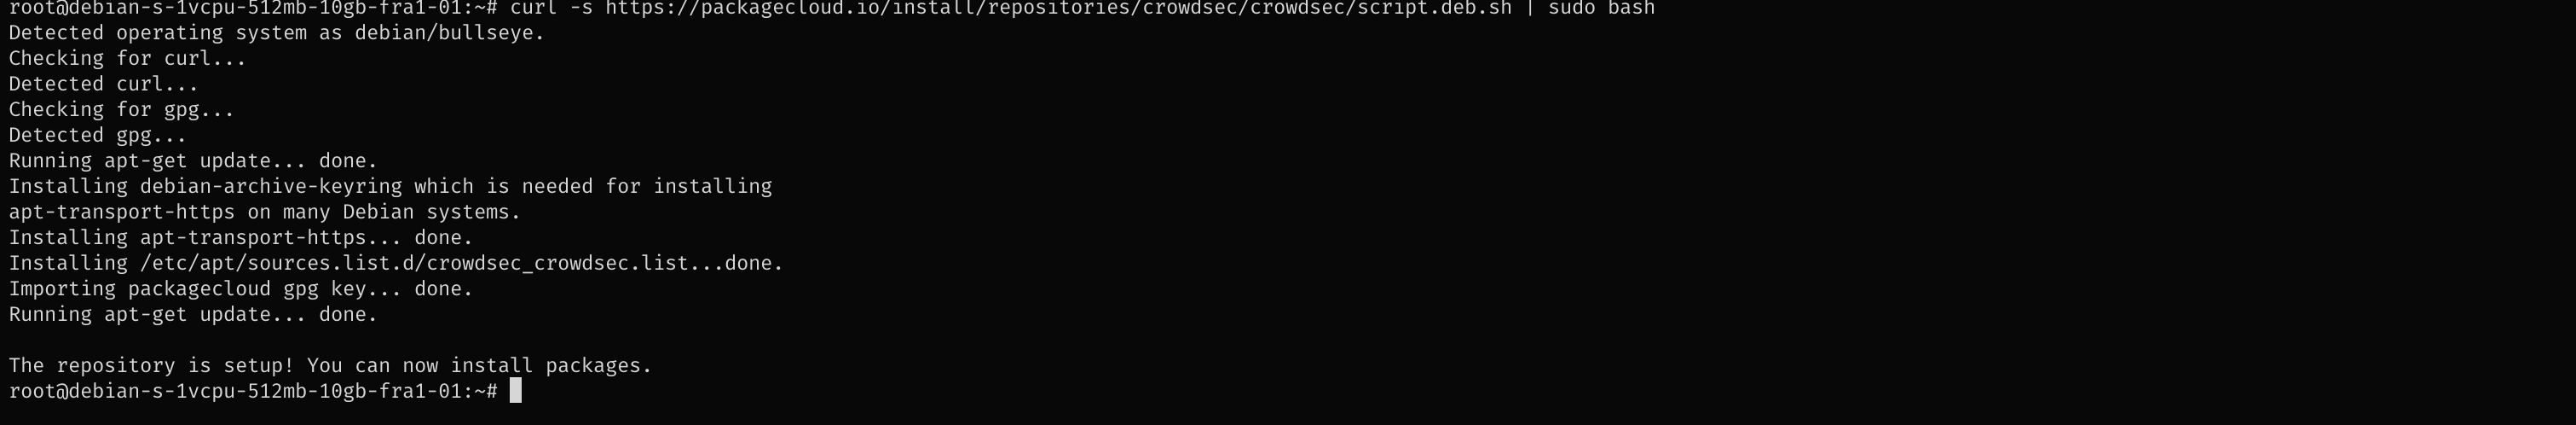 root@debian-s-1vcpu-512mb-10gb-fra1-01:~# curl -s https://packagecloud.io/install/repositories/crowdsec/crowdsec/script.deb.sh | sudo bash
Detected operating system as debian/bullseye.
Checking for curl...
Detected curl...
Checking for gpg...
Detected gpg...
Running apt-get update... done.
Installing debian-archive-keyring which is needed for installing
apt-transport-https on many Debian systems.
Installing apt-transport-https... done.
Installing /etc/apt/sources.list.d/crowdsec_crowdsec.list...done.
Importing packagecloud gpg key... done.
Running apt-get update... done.

The repository is setup! You can now install packages.
root@debian-s-1vcpu-512mb-10gb-fra1-01:~#